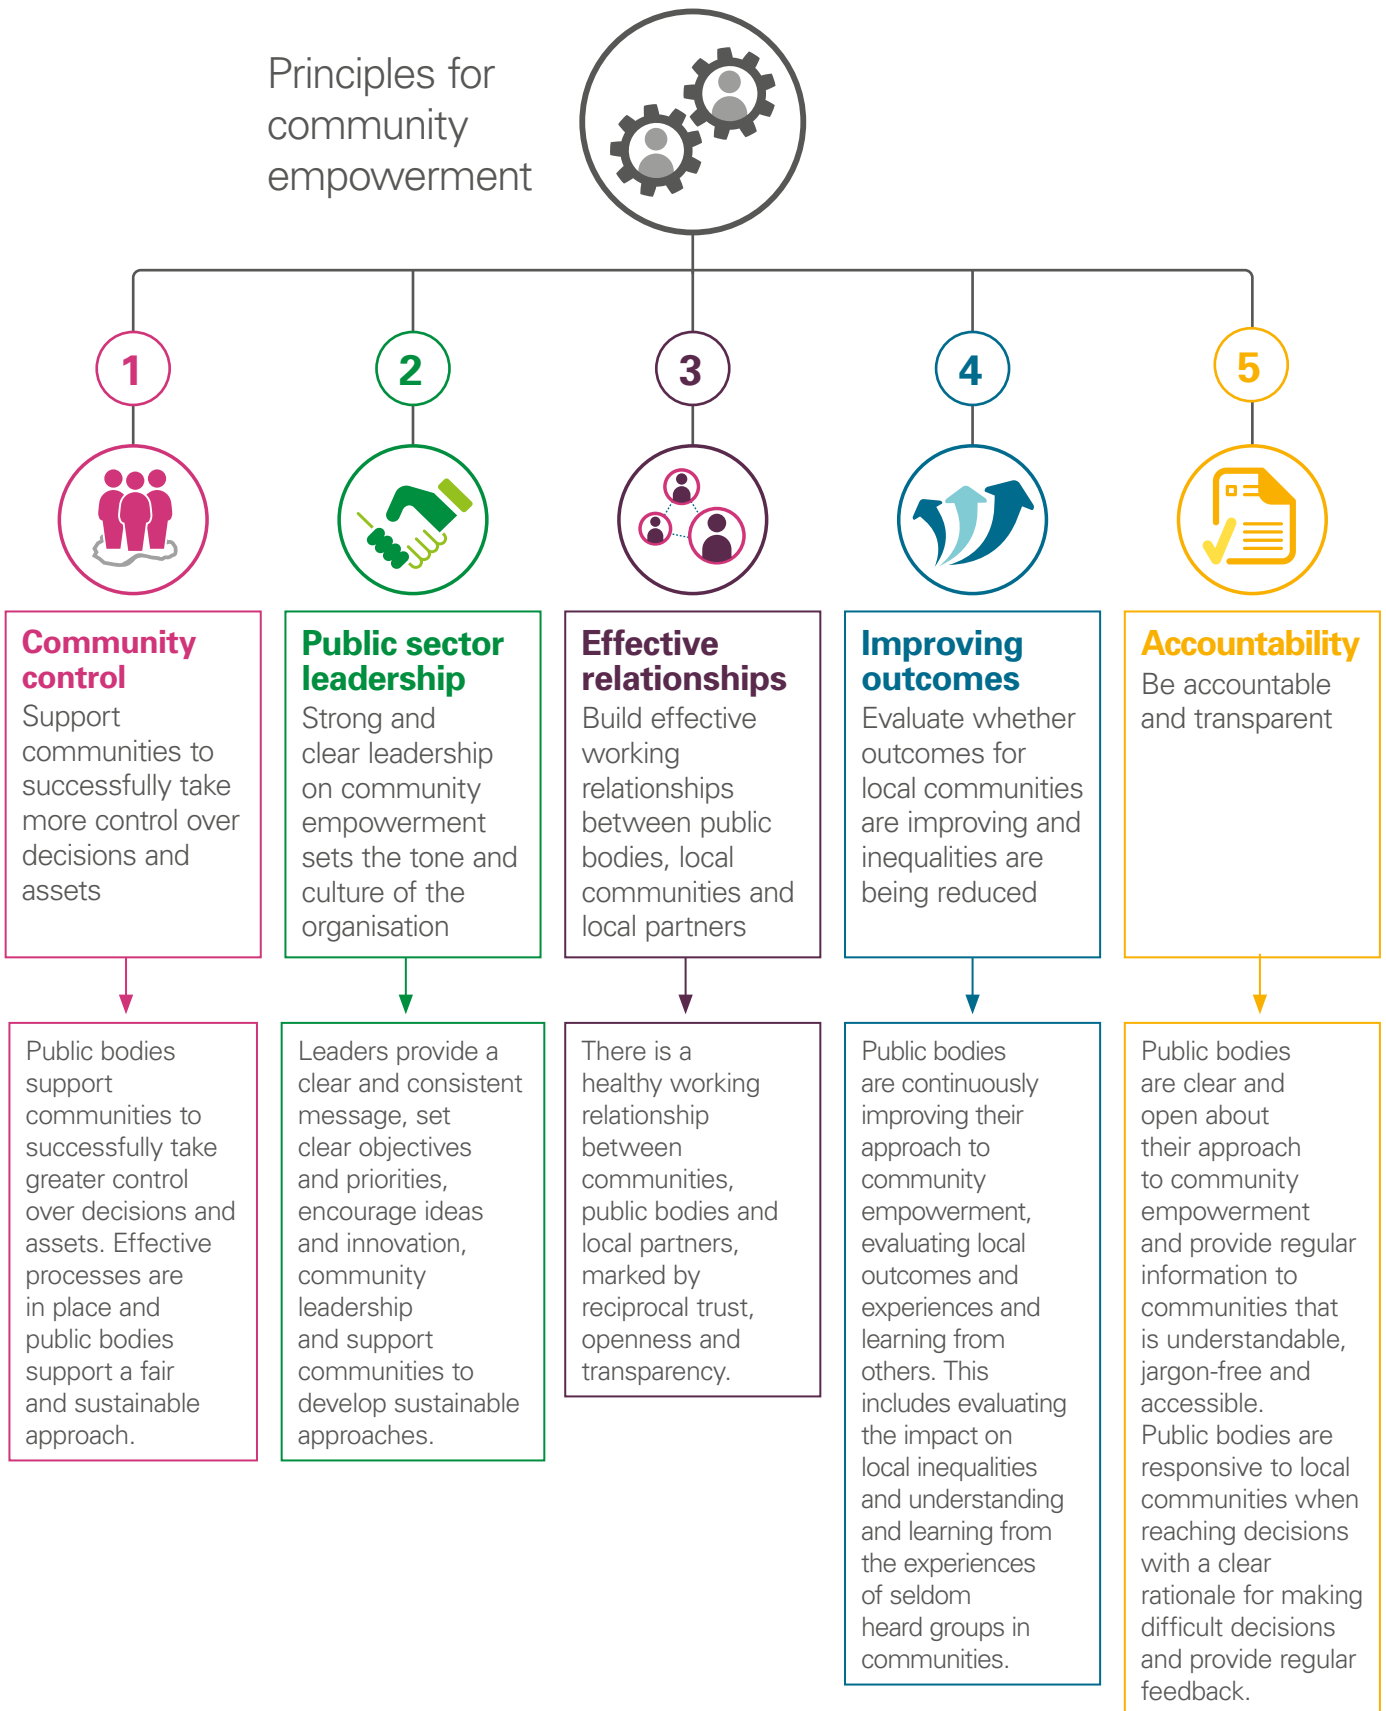 Principles for
community
empowerment
1
2
3
4
5
Community
control
Support
communities to
successfully take
more control over
decisions and
assets
Public sector
leadership
Strong and
clear leadership
on community
empowerment
sets the tone and
culture of the
organisation
Effective
relationships
Build effective
working
relationships
between public
bodies, local
communities and
local partners
Improving
outcomes
Evaluate whether
outcomes for
local communities
are improving and
inequalities are
being reduced
Accountability
Be accountable
and transparent
Public bodies
support
communities to
successfully take
greater control
over decisions and
assets. Effective
processes are
in place and
public bodies
support a fair
and sustainable
approach.
Leaders provide a
clear and consistent
message, set
clear objectives
and priorities,
encourage ideas
and innovation,
community
leadership
and support
communities to
develop sustainable
approaches.
There is a
healthy working
relationship
between
communities,
public bodies and
local partners,
marked by
reciprocal trust,
openness and
transparency.
Public bodies
are continuously
improving their
approach to
community
empowerment,
evaluating local
outcomes and
experiences and
learning from
others. This
includes evaluating
the impact on
local inequalities
and understanding
and learning from
the experiences
of seldom
heard groups in
communities.
Public bodies
are clear and
open about
their approach
to community
empowerment
and provide regular
information to
communities that
is understandable,
jargon-free and
accessible.
Public bodies are
responsive to local
communities when
reaching decisions
with a clear
rationale for making
difficult decisions
and provide regular
feedback.